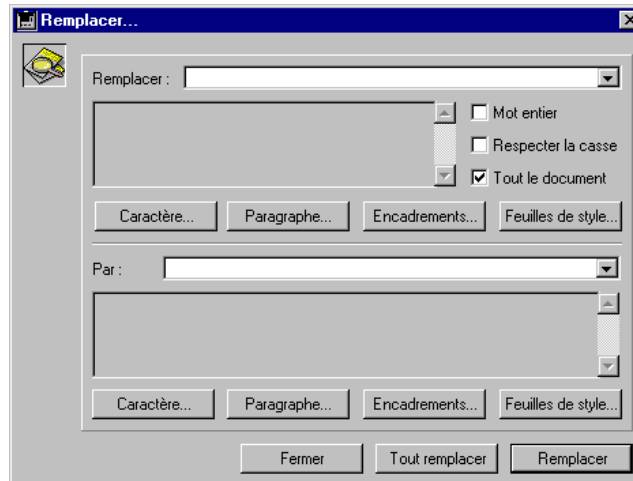 Remplacer...
Remplacer :
Mot entier
Respecter la casse
Tout le document
Caractère... Paragraphe... Encadrements... Feuilles de style...
Par :
Caractère... Paragraphe... Encadrements... Feuilles de style...
Fermer Tout remplacer Remplacer